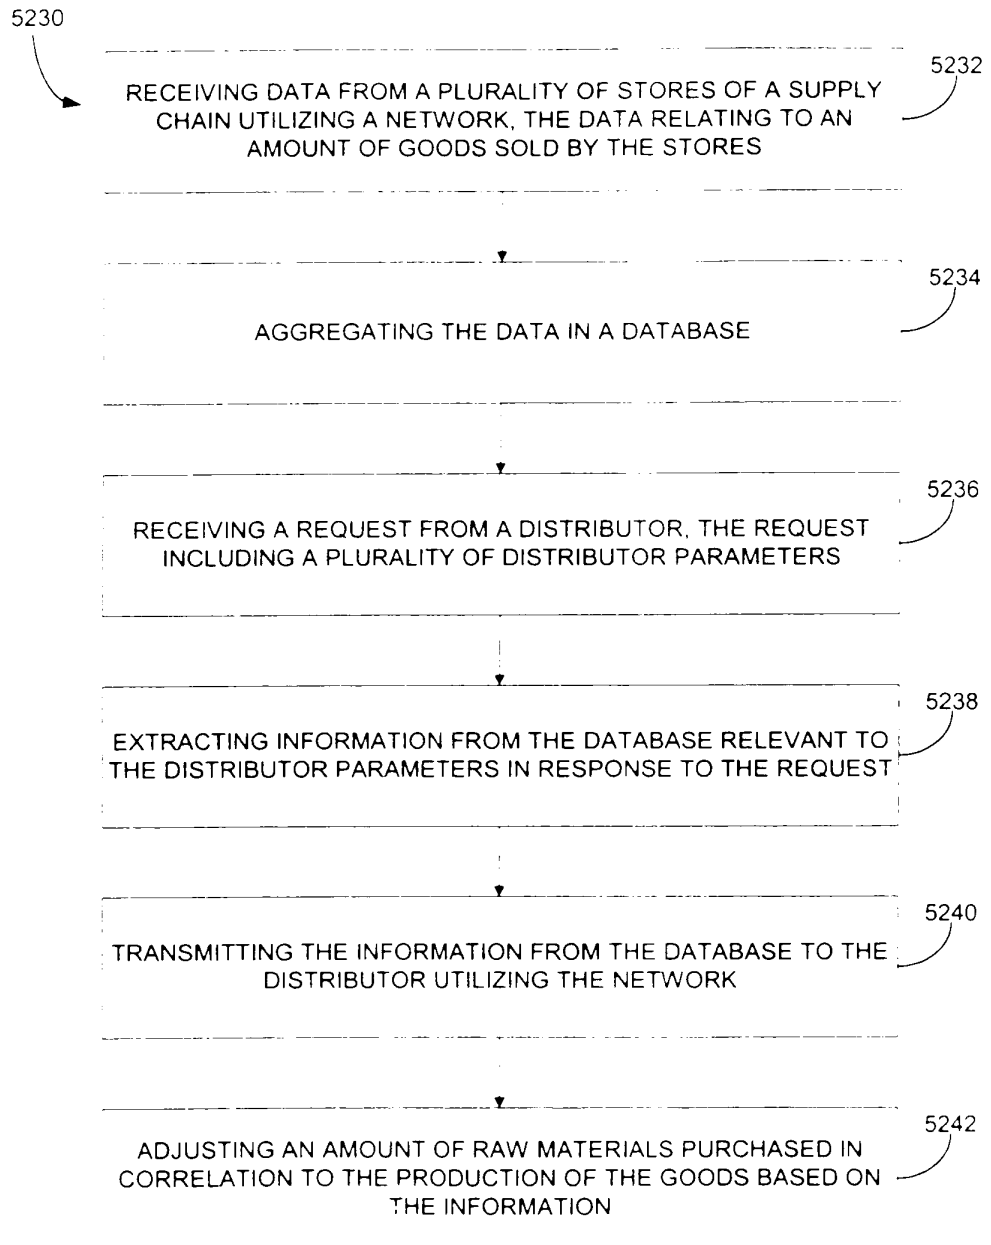 5230
5232
RECEIVING DATA FROM A PLURALITY OF STORES OF A SUPPLY
CHAIN UTILIZING A NETWORK, THE DATA RELATING TO AN
AMOUNT OF GOODS SOLD BY THE STORES
5234
AGGREGATING THE DATA IN A DATABASE
5236
RECEIVING A REQUEST FROM A DISTRIBUTOR, THE REQUEST
INCLUDING A PLURALITY OF DISTRIBUTOR PARAMETERS
5238
EXTRACTING INFORMATION FROM THE DATABASE RELEVANT TO
THE DISTRIBUTOR PARAMETERS IN RESPONSE TO THE REQUEST
5240
TRANSMITTING THE INFORMATION FROM THE DATABASE TO THE
DISTRIBUTOR UTILIZING THE NETWORK
5242
ADJUSTING AN AMOUNT OF RAW MATERIALS PURCHASED IN
CORRELATION TO THE PRODUCTION OF THE GOODS BASED ON
THE INFORMATION